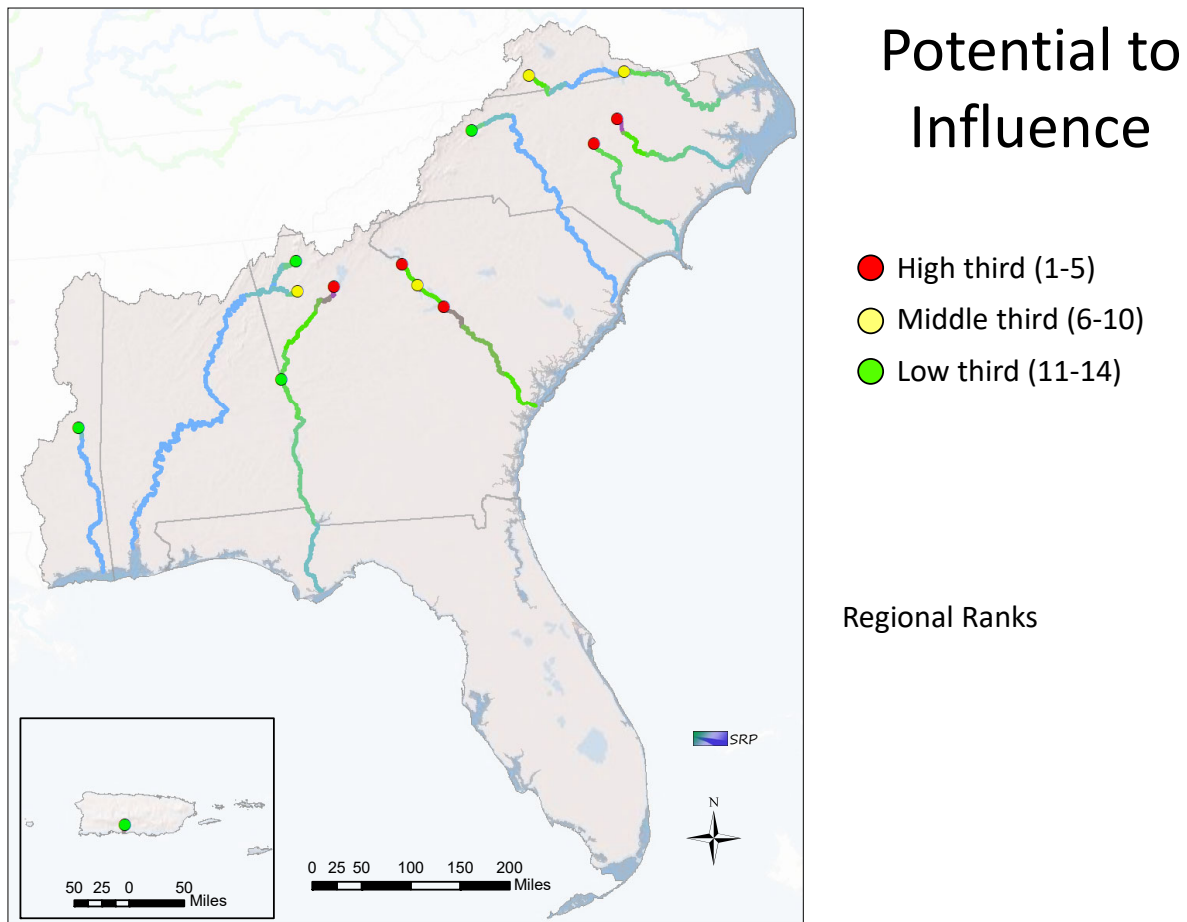 Potential to
Influence
High third (1-5)
Middle third (6-10)
Low third (11-14)
Regional Ranks
SRP
N
0 25 50 100 150 200
Miles
50 25 0 50
Miles